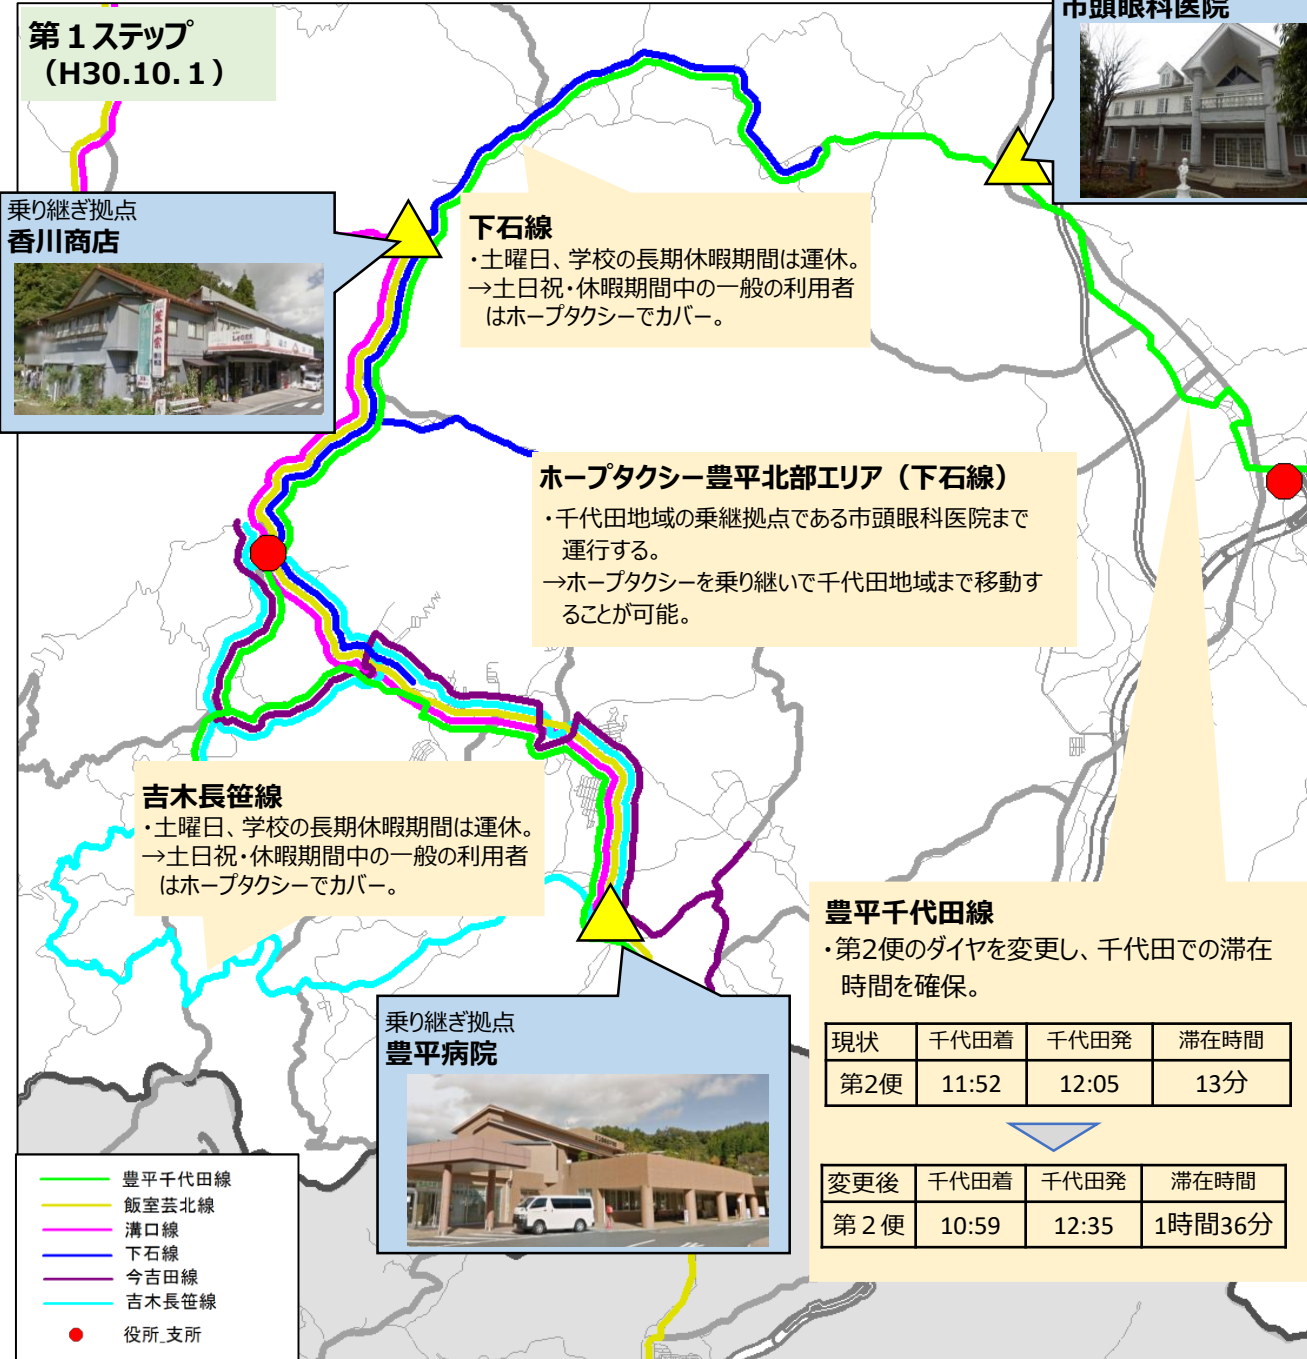 第１ステップ
（H30.10.１）
市頭眼科医院
乗り継ぎ拠点
香川商店
下石線
・土曜日、学校の長期休暇期間は運休。
→土日祝・休暇期間中の一般の利用者
はホープタクシーでカバー。
ホープタクシー豊平北部エリア（下石線）
・千代田地域の乗継拠点である市頭眼科医院まで
運行する。
→ホープタクシーを乗り継いで千代田地域まで移動す
ることが可能。
吉木長笹線
・土曜日、学校の長期休暇期間は運休。
→土日祝・休暇期間中の一般の利用者
はホープタクシーでカバー。
豊平千代田線
・第2便のダイヤを変更し、千代田での滞在
時間を確保。
現状 千代田着 千代田発 滞在時間
第2便 11:52 12:05 13分
変更後 千代田着 千代田発 滞在時間
第２便 10:59 12:35 1時間36分
乗り継ぎ拠点
豊平病院
豊平千代田線
飯室芸北線
溝口線
下石線
今吉田線
吉木長笹線
役所_支所